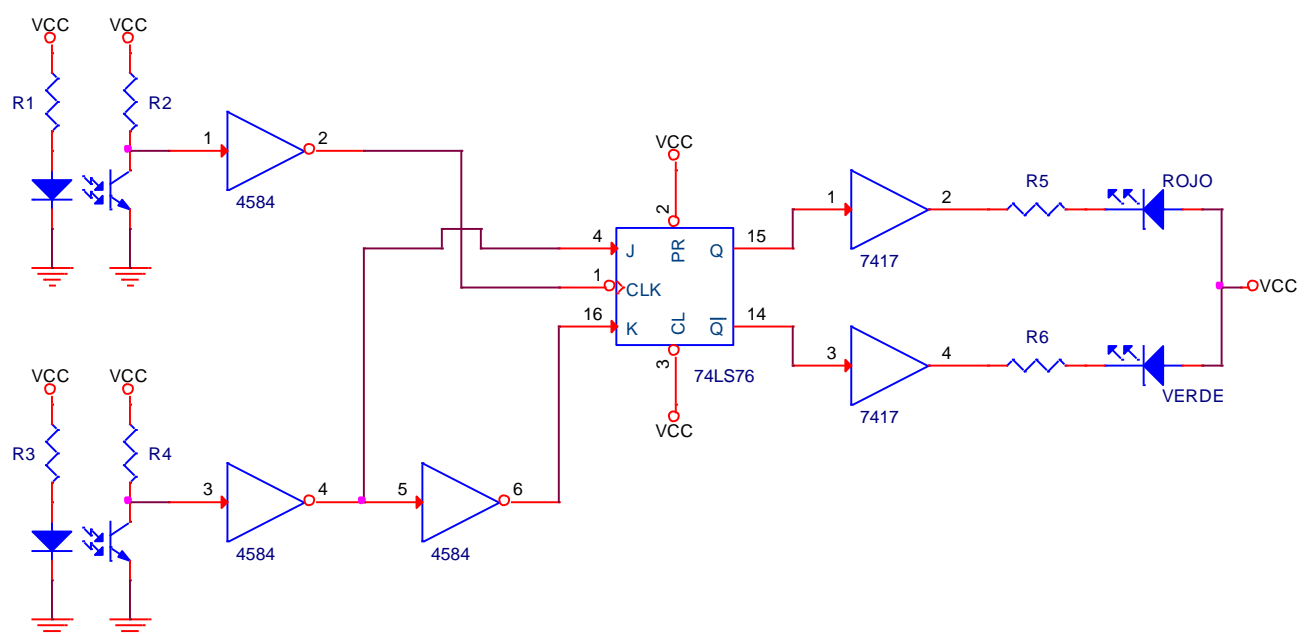 VCC VCC
R1 R2
1 2
4584
VCC
2
4 J PR Q 15
1 CLK
16 K CL Q 14
3
74LS76
VCC
1 2 R5 ROJO
7417
VCC
3 4 R6
VERDE
7417
VCC VCC
R3 R4
3 4 5 6
4584 4584